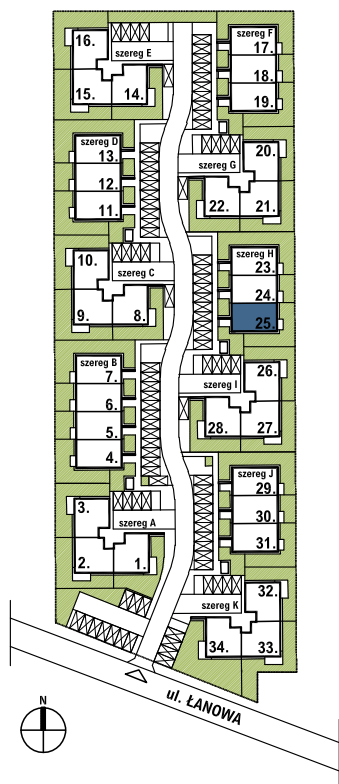 16.
szereg E
15.
14.
szereg F
17.
18.
19.
szereg D
13.
12.
11.
20.
szereg G
22.
21.
10.
szereg C
9.
8.
szereg H
23.
24.
25.
szereg B
7.
6.
5.
4.
26.
szereg I
28.
27.
szereg J
29.
30.
31.
3.
szereg A
2.
1.
32.
szereg K
34.
33.
ul. ŁANOWA
N